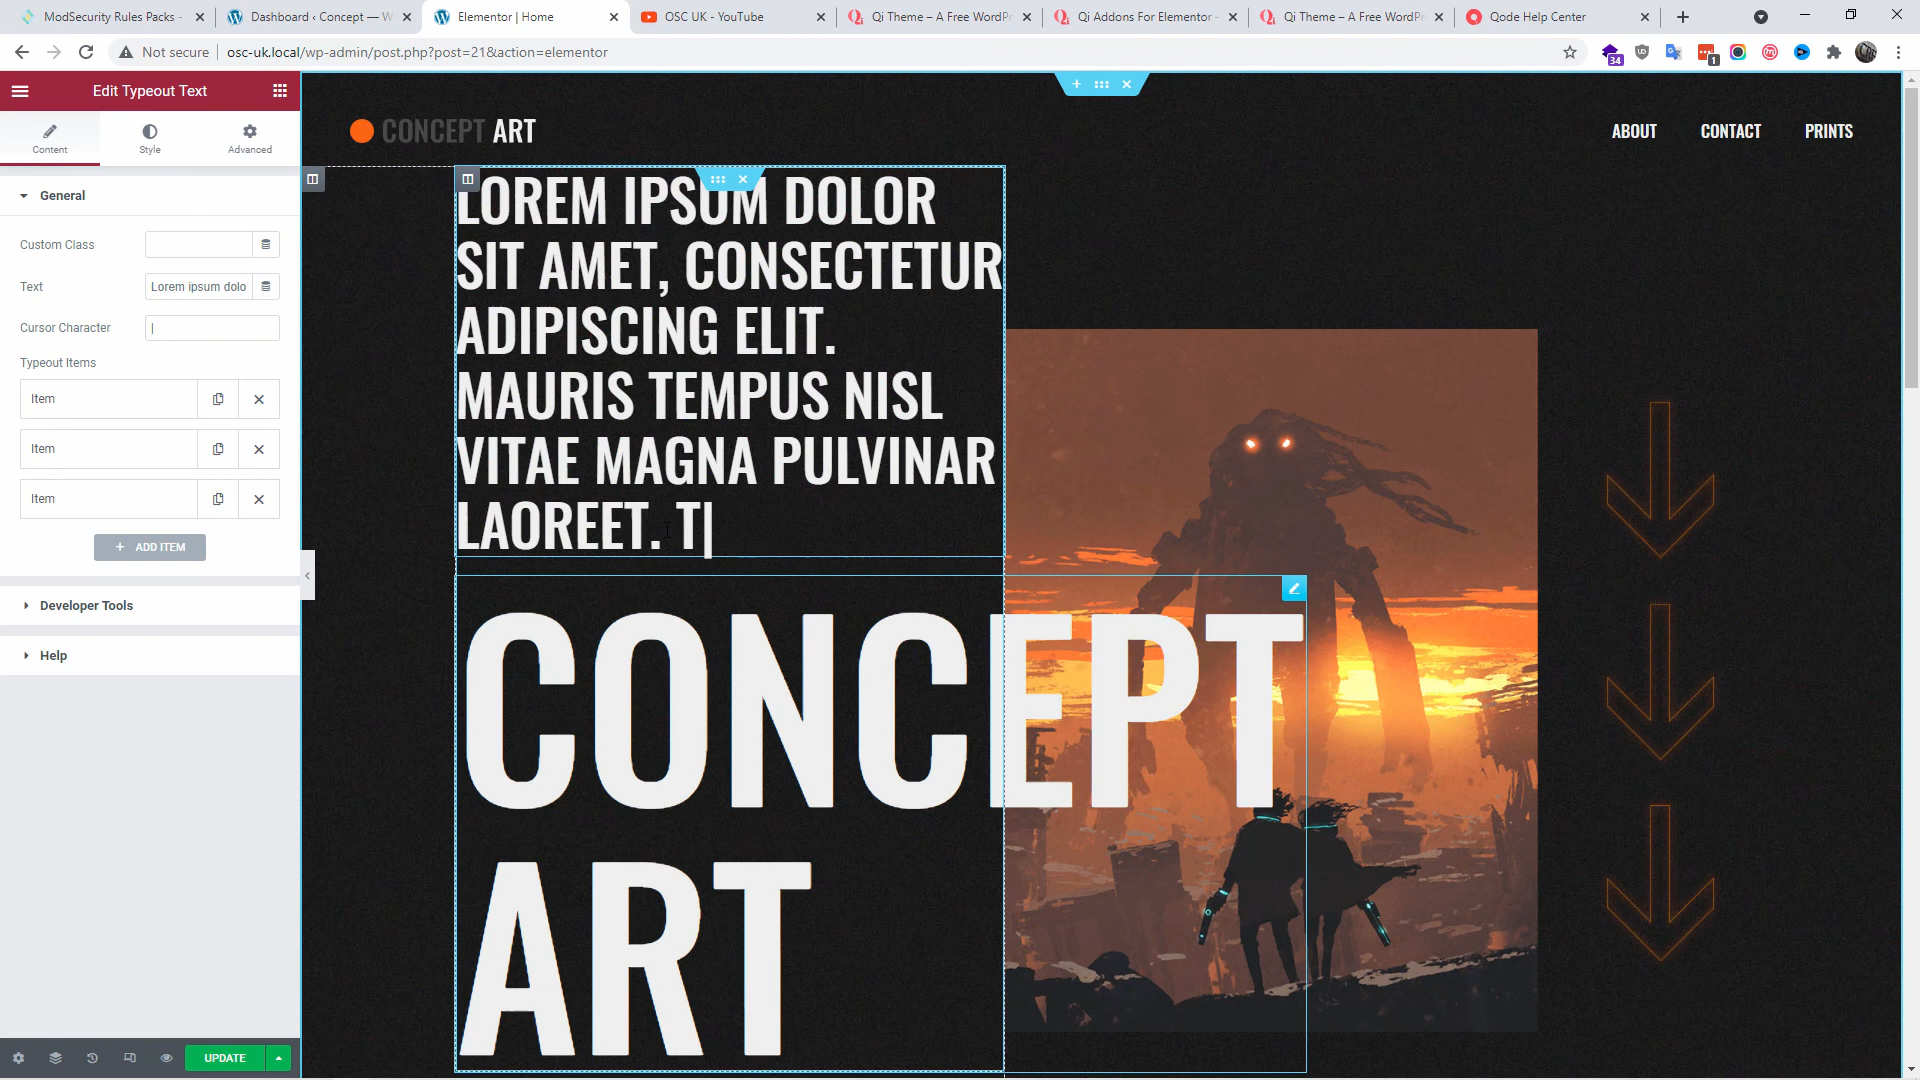 ModSecurity Rules Packs -
Dashboard ‹ Concept — W
Elementor | Home
OSC UK - YouTube
Qi Theme – A Free WordPr
Qi Addons For Elementor -
Qi Theme – A Free WordPr
Qode Help Center
Not secure
osc-uk.local/wp-admin/post.php?post=21&action=elementor
34
1
Edit Typeout Text
Content
Style
Advanced
General
Custom Class
Text
Lorem ipsum dolo
Cursor Character
|
Typeout Items
Item
Item
Item
+ ADD ITEM
Developer Tools
Help
UPDATE
CONCEPT ART
ABOUT
CONTACT
PRINTS
LOREM IPSUM DOLOR
SIT AMET, CONSECTETUR
ADIPISCING ELIT.
MAURIS TEMPUS NISL
VITAE MAGNA PULVINAR
LAOREET. T|
CONCEPT
ART